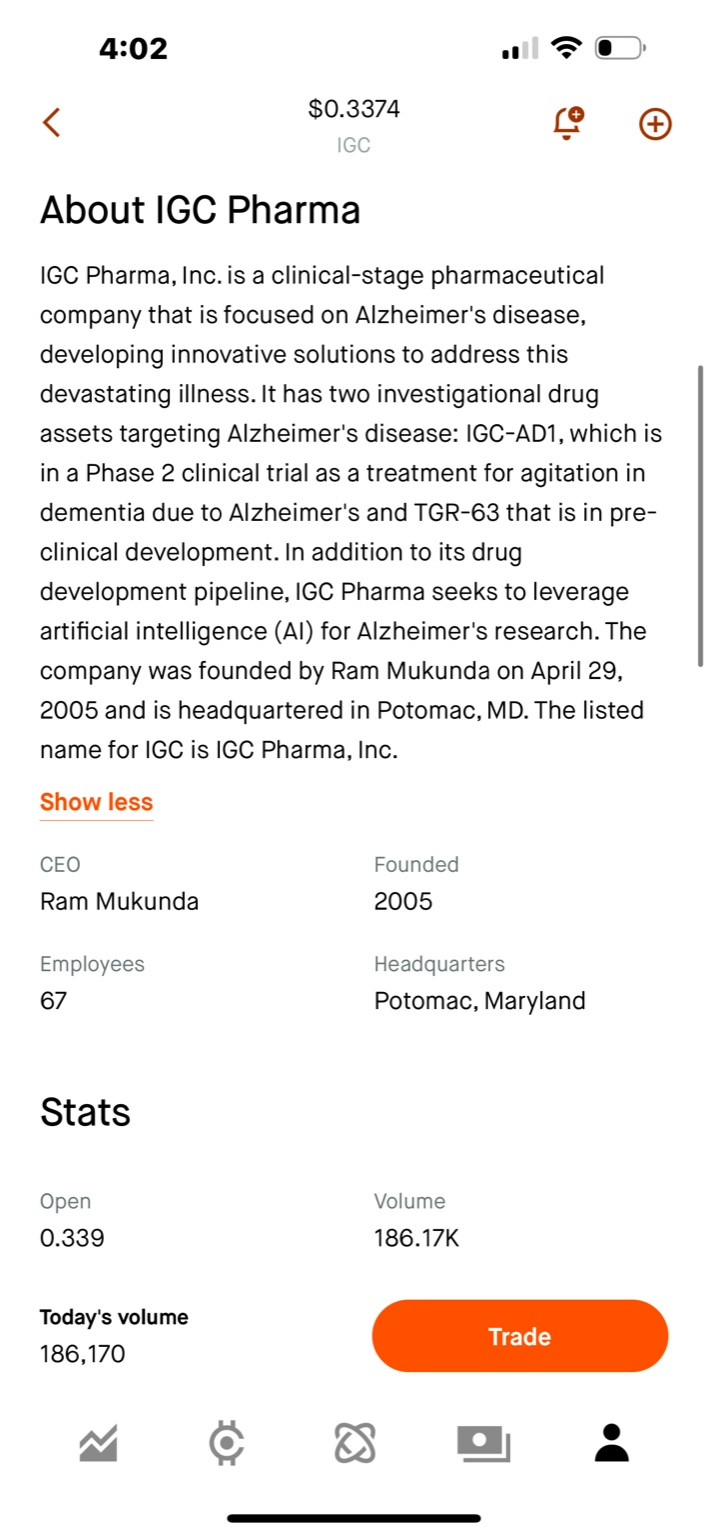 4:02
$0.3374
IGC
About IGC Pharma
IGC Pharma, Inc. is a clinical-stage pharmaceutical
company that is focused on Alzheimer's disease,
developing innovative solutions to address this
devastating illness. It has two investigational drug
assets targeting Alzheimer's disease: IGC-AD1, which is
in a Phase 2 clinical trial as a treatment for agitation in
dementia due to Alzheimer's and TGR-63 that is in pre-
clinical development. In addition to its drug
development pipeline, IGC Pharma seeks to leverage
artificial intelligence (AI) for Alzheimer's research. The
company was founded by Ram Mukunda on April 29,
2005 and is headquartered in Potomac, MD. The listed
name for IGC is IGC Pharma, Inc.
Show less
CEO Founded
Ram Mukunda 2005
Employees Headquarters
67 Potomac, Maryland
Stats
Open Volume
0.339 186.17K
Today's volume
186,170
Trade